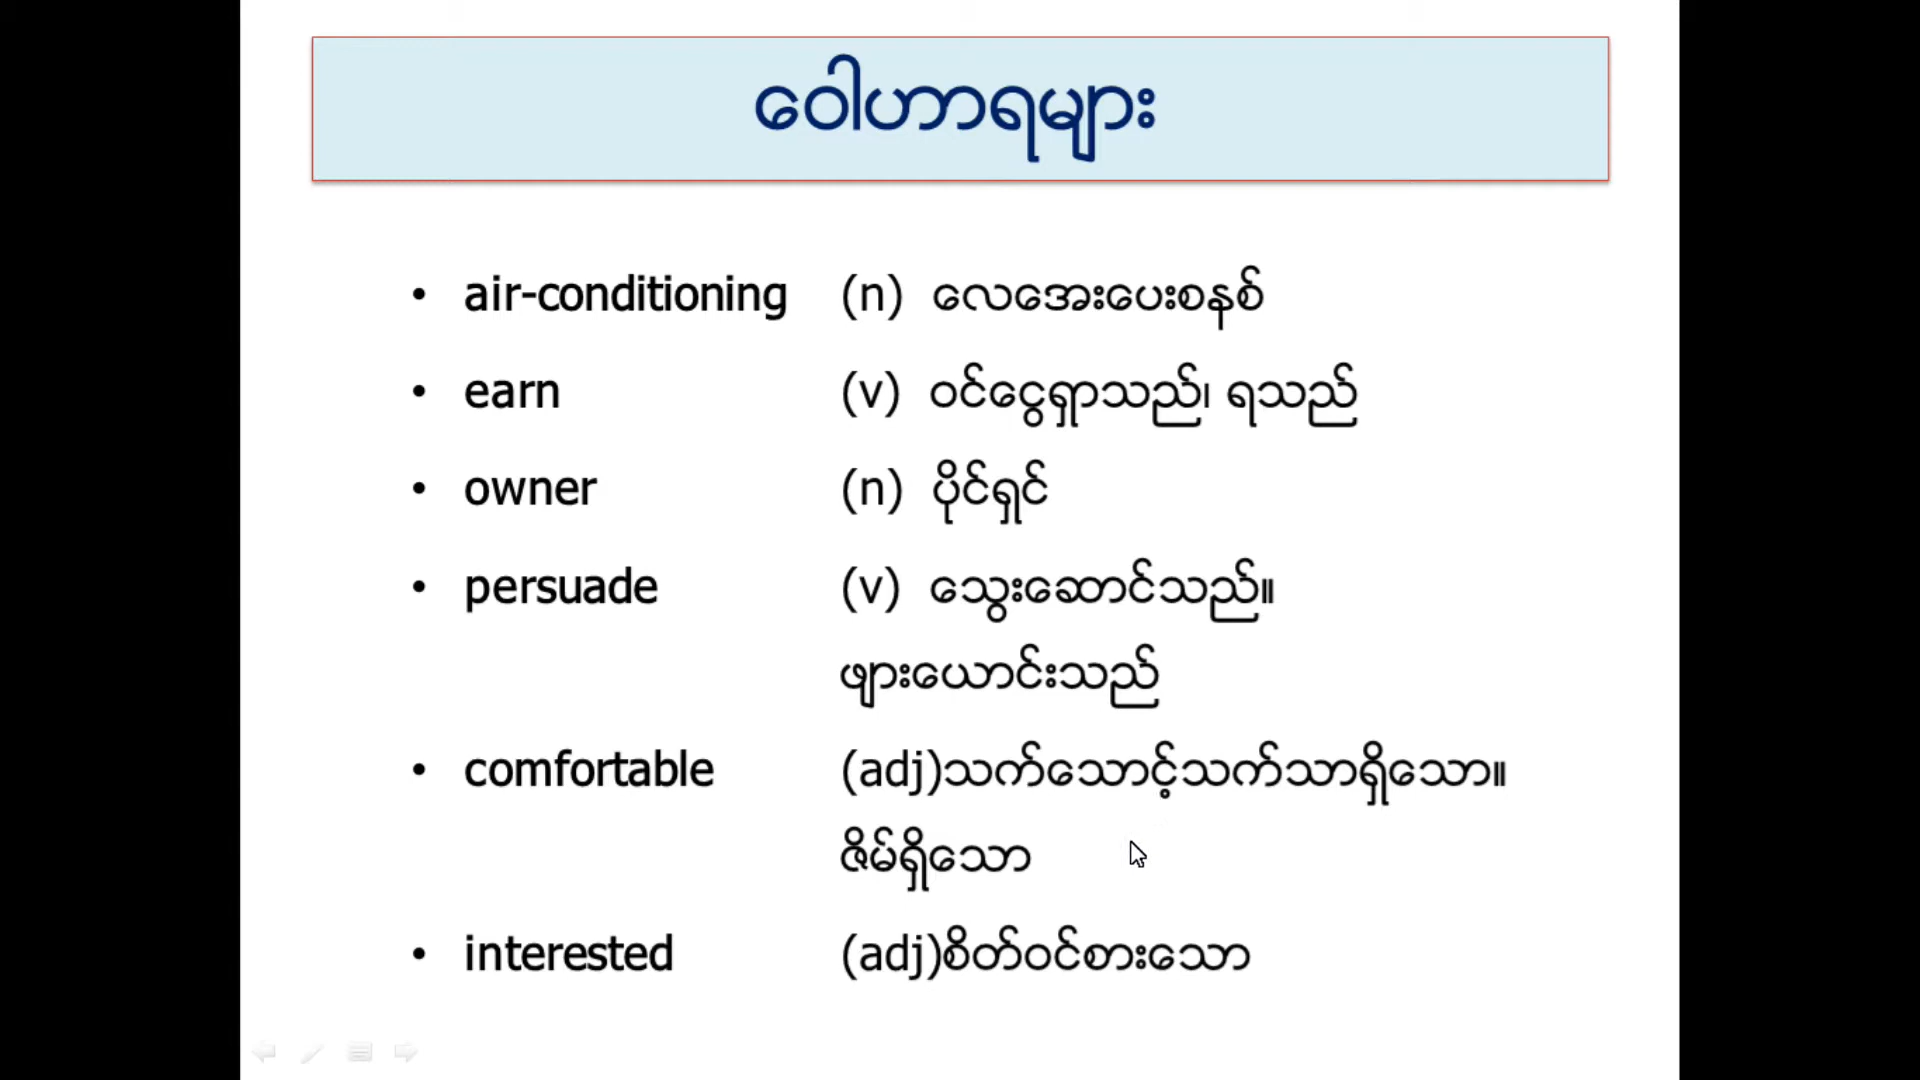 ဝေါဟာရများ
• air-conditioning (n) လေအေးပေးစနစ်
• earn (v) ဝင်ငွေရှာသည်၊ ရသည်
• owner (n) ပိုင်ရှင်
• persuade (v) သွေးဆောင်သည်။
ဖျားယောင်းသည်
• comfortable (adj)သက်သောင့်သက်သာရှိသော။
ဇိမ်ရှိသော
• interested (adj)စိတ်ဝင်စားသော